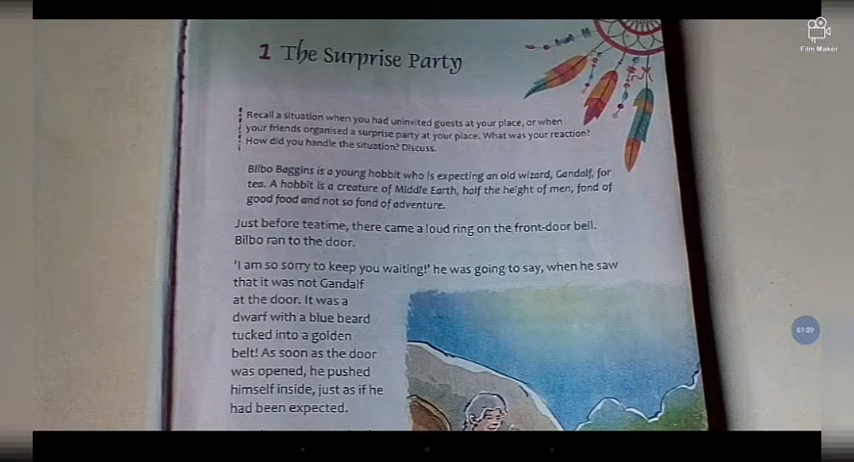 Film Maker
1 The Surprise Party
Recall a situation when you had uninvited guests at your place, or when
your friends organised a surprise party at your place. What was your reaction?
How did you handle the situation? Discuss.
Bilbo Baggins is a young hobbit who is expecting an old wizard, Gandalf, for
tea. A hobbit is a creature of Middle Earth, half the height of men, fond of
good food and not so fond of adventure.
Just before teatime, there came a loud ring on the front-door bell.
Bilbo ran to the door.
'I am so sorry to keep you waiting!' he was going to say, when he saw
that it was not Gandalf
at the door. It was a
dwarf with a blue beard
tucked into a golden
belt! As soon as the door
was opened, he pushed
himself inside, just as if he
had been expected.